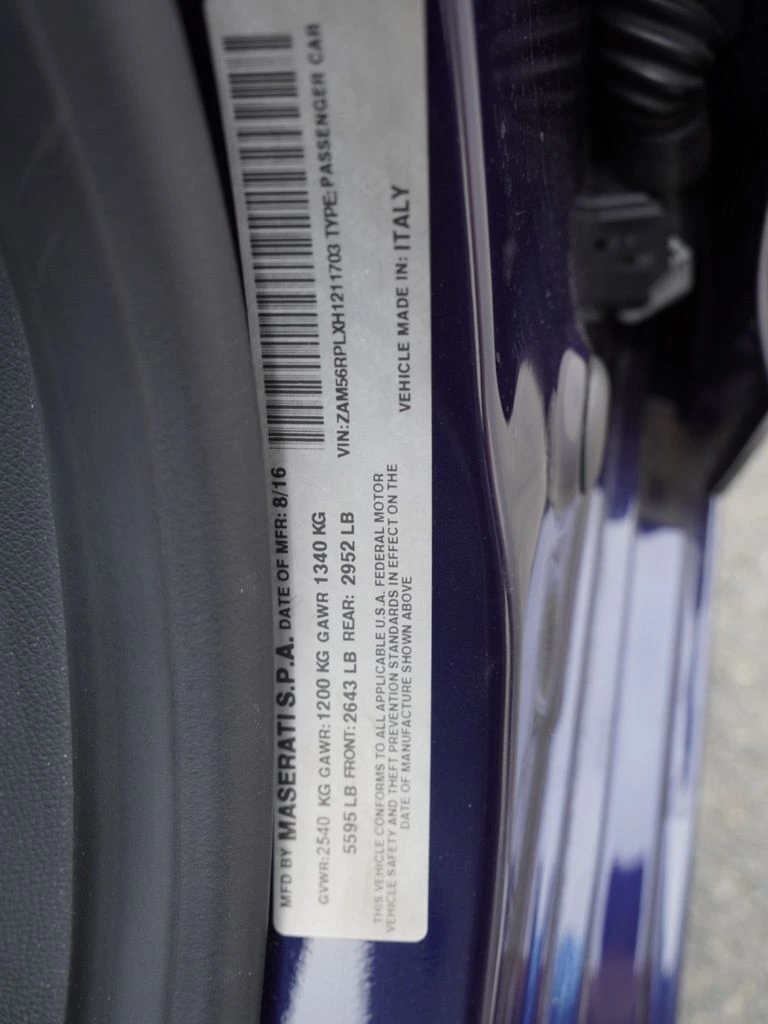 MFD BY MASERATI S.P.A. DATE OF MFR: 8/16
GVWR: 2540 KG GAWR: 1200 KG GAWR 1340 KG
5595 LB FRONT: 2643 LB REAR: 2952 LB
THIS VEHICLE CONFORMS TO ALL APPLICABLE U.S.A. FEDERAL MOTOR
VEHICLE SAFETY AND THEFT PREVENTION STANDARDS IN EFFECT ON THE
DATE OF MANUFACTURE SHOWN ABOVE
VIN: ZAM56RPLXH1211703 TYPE: PASSENGER CAR
VEHICLE MADE IN: ITALY